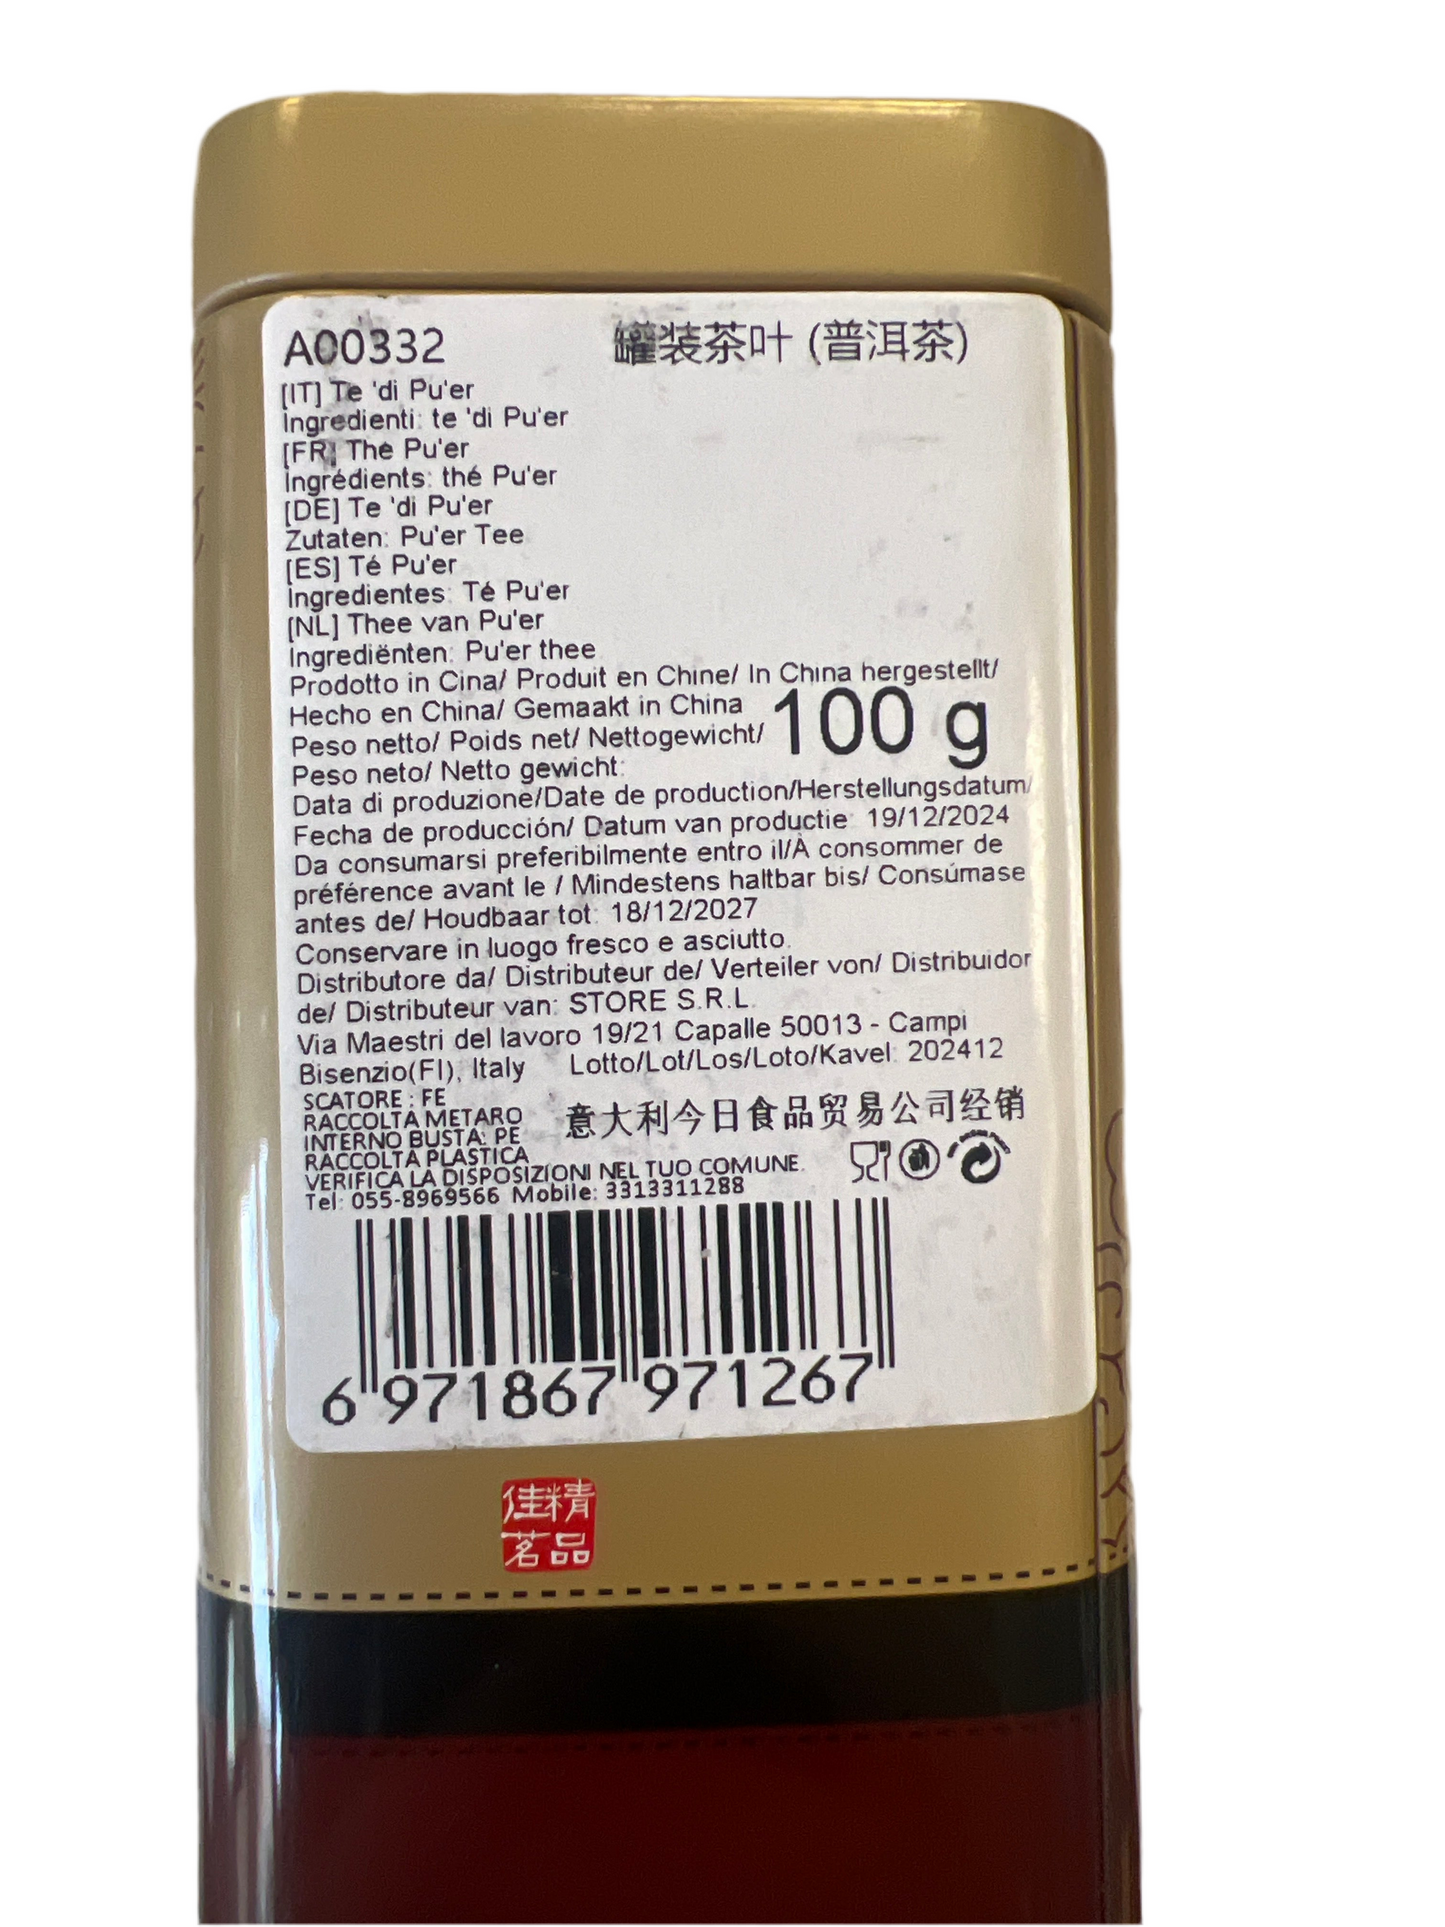 A00332 罐装茶叶 (普洱茶)
[IT] Te 'di Pu'er
Ingredienti: te 'di Pu'er
[FR] The Pu'er
Ingrédients: thé Pu'er
[DE] Te 'di Pu'er
Zutaten: Pu'er Tee
[ES] Té Pu'er
Ingredientes: Té Pu'er
[NL] Thee van Pu'er
Ingrediënten: Pu'er thee
Prodotto in Cina/ Produit en Chine/ In China hergestellt/
Hecho en China/ Gemaakt in China
Peso netto/ Poids net/ Nettogewicht/ 100 g
Peso neto/ Netto gewicht:
Data di produzione/Date de production/Herstellungsdatum/
Fecha de producción/ Datum van productie: 19/12/2024
Da consumarsi preferibilmente entro il/À consommer de
préférence avant le / Mindestens haltbar bis/ Consúmase
antes de/ Houdbaar tot: 18/12/2027
Conservare in luogo fresco e asciutto.
Distributore da/ Distributeur de/ Verteiler von/ Distribuidor
de/ Distributeur van: STORE S.R.L.
Via Maestri del lavoro 19/21 Capalle 50013 - Campi
Bisenzio(FI), Italy Lotto/Lot/Los/Loto/Kavel: 202412
SCATORE : FE
RACCOLTA METARO
INTERNO BUSTA: PE
RACCOLTA PLASTICA
意大利今日食品贸易公司经销
VERIFICA LA DISPOSIZIONI NEL TUO COMUNE.
Tel: 055-8969566 Mobile: 3313311288
6 971867 971267
精品
佳茗